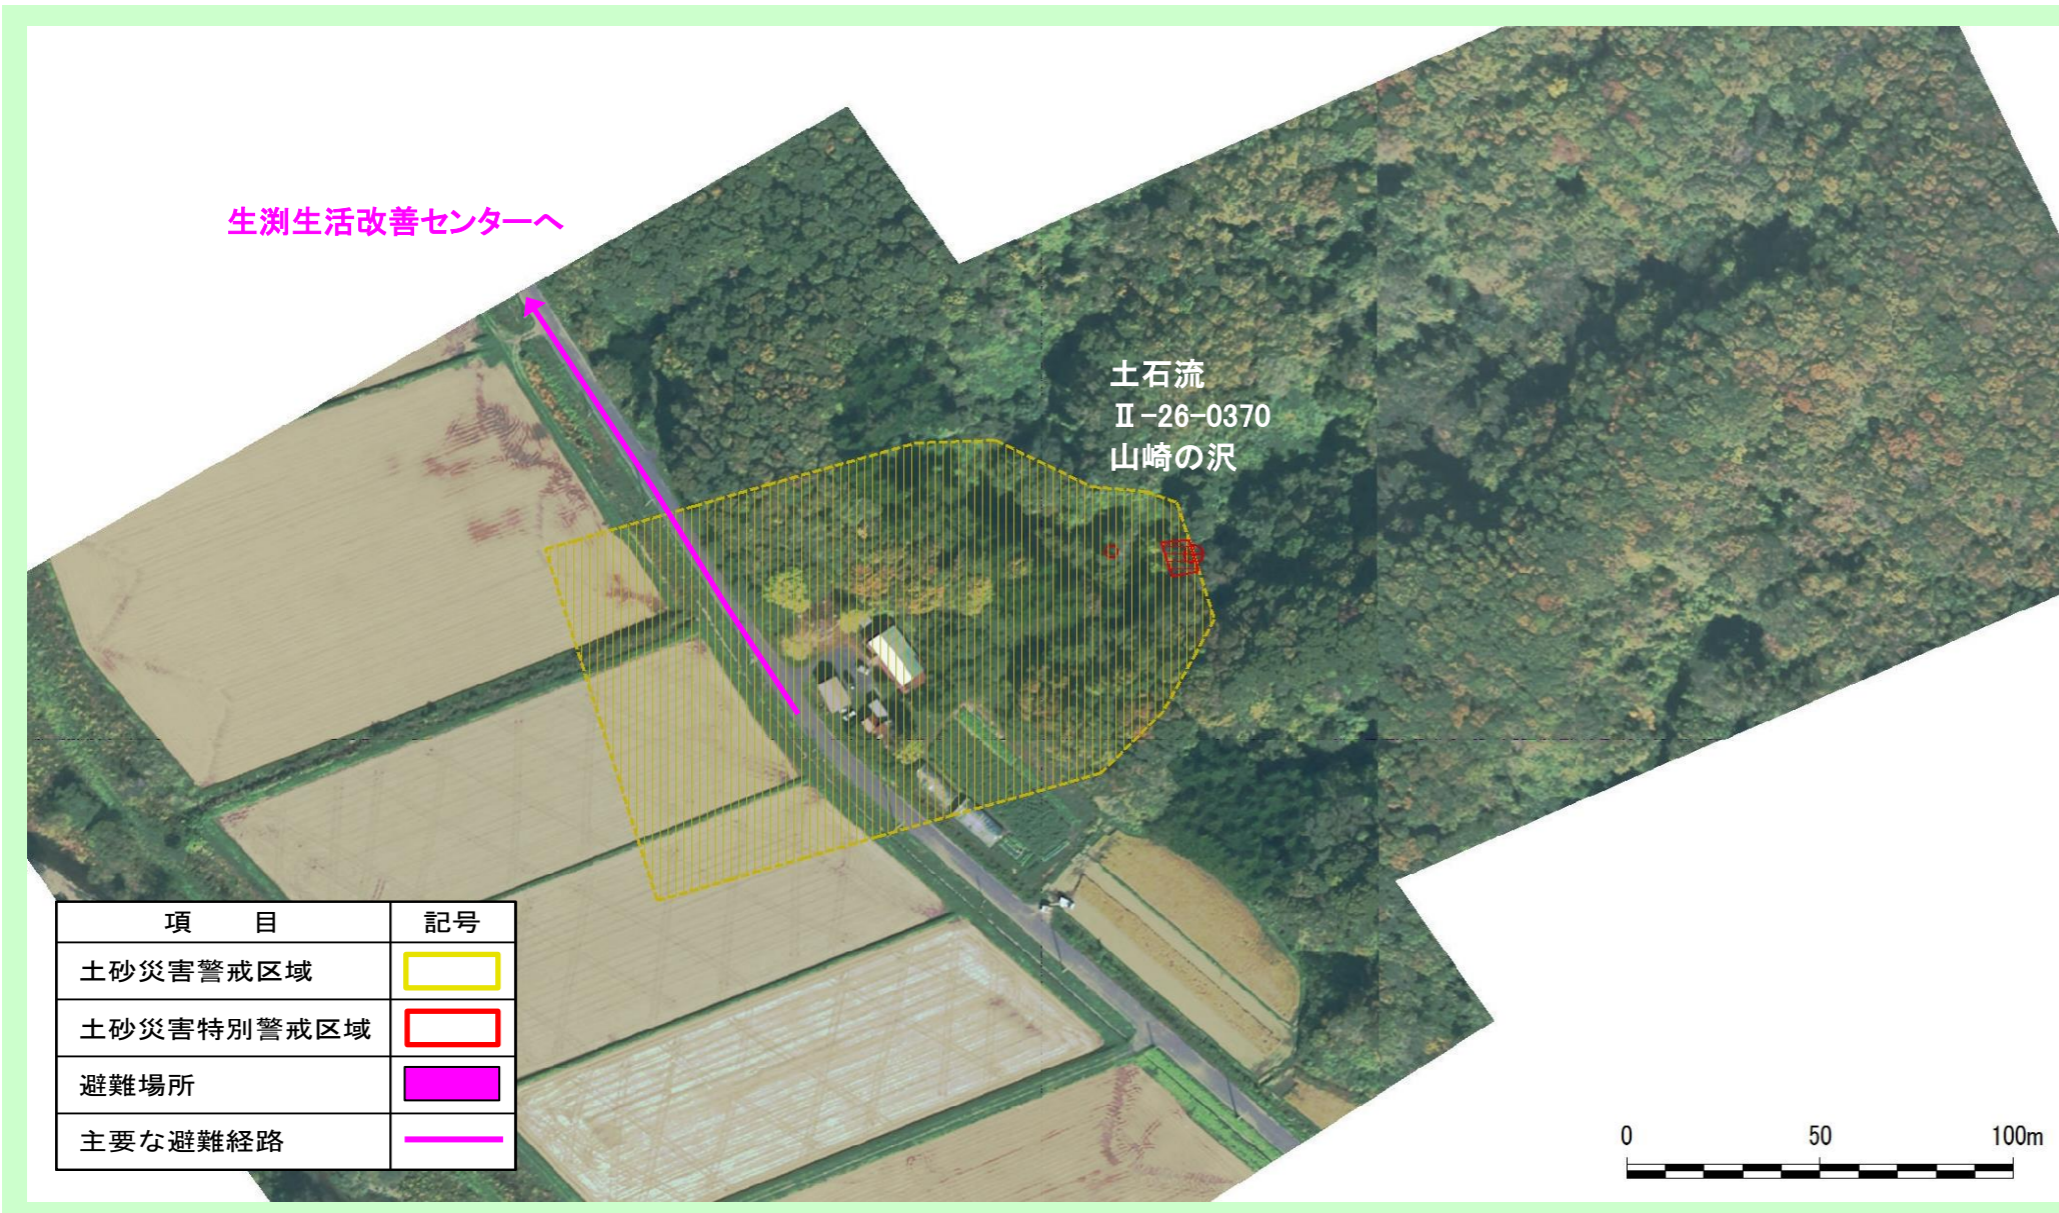 生渕生活改善センターへ
土石流
Ⅱ-26-0370
山崎の沢
項 目 記号
土砂災害警戒区域
土砂災害特別警戒区域
避難場所
主要な避難経路
0 50 100m